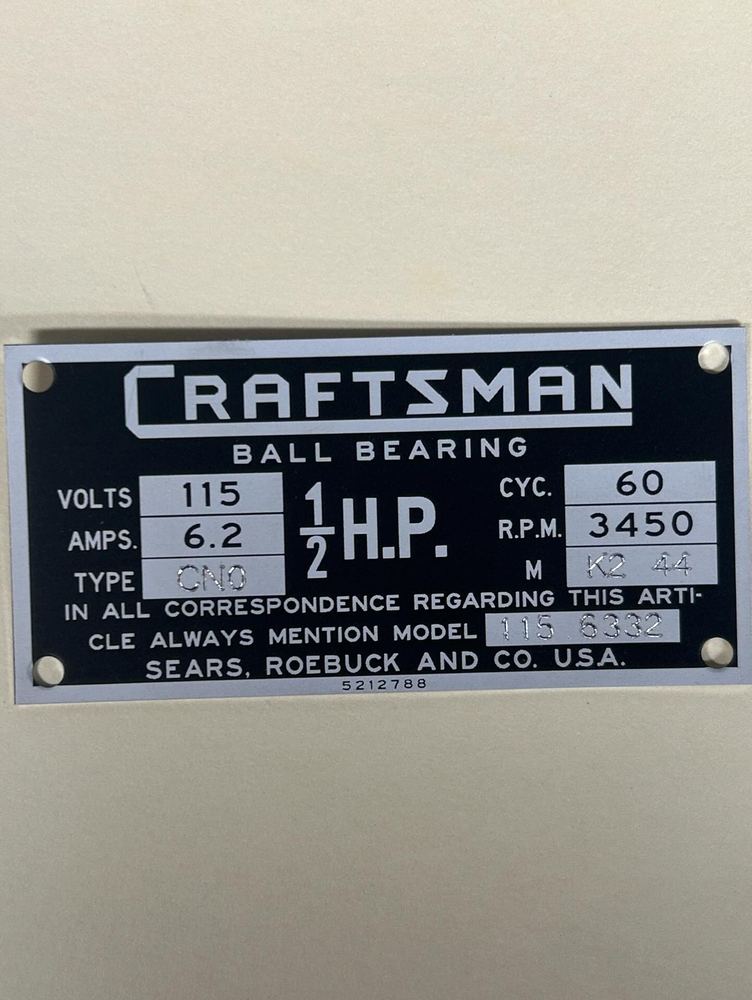 CRAFTSMAN
BALL BEARING
VOLTS 115
AMPS. 6.2
TYPE CN0
1/2 H.P.
CYC. 60
R.P.M. 3450
M K2 44
IN ALL CORRESPONDENCE REGARDING THIS ARTI-
CLE ALWAYS MENTION MODEL 115.6332
SEARS, ROEBUCK AND CO. U.S.A.
5212788